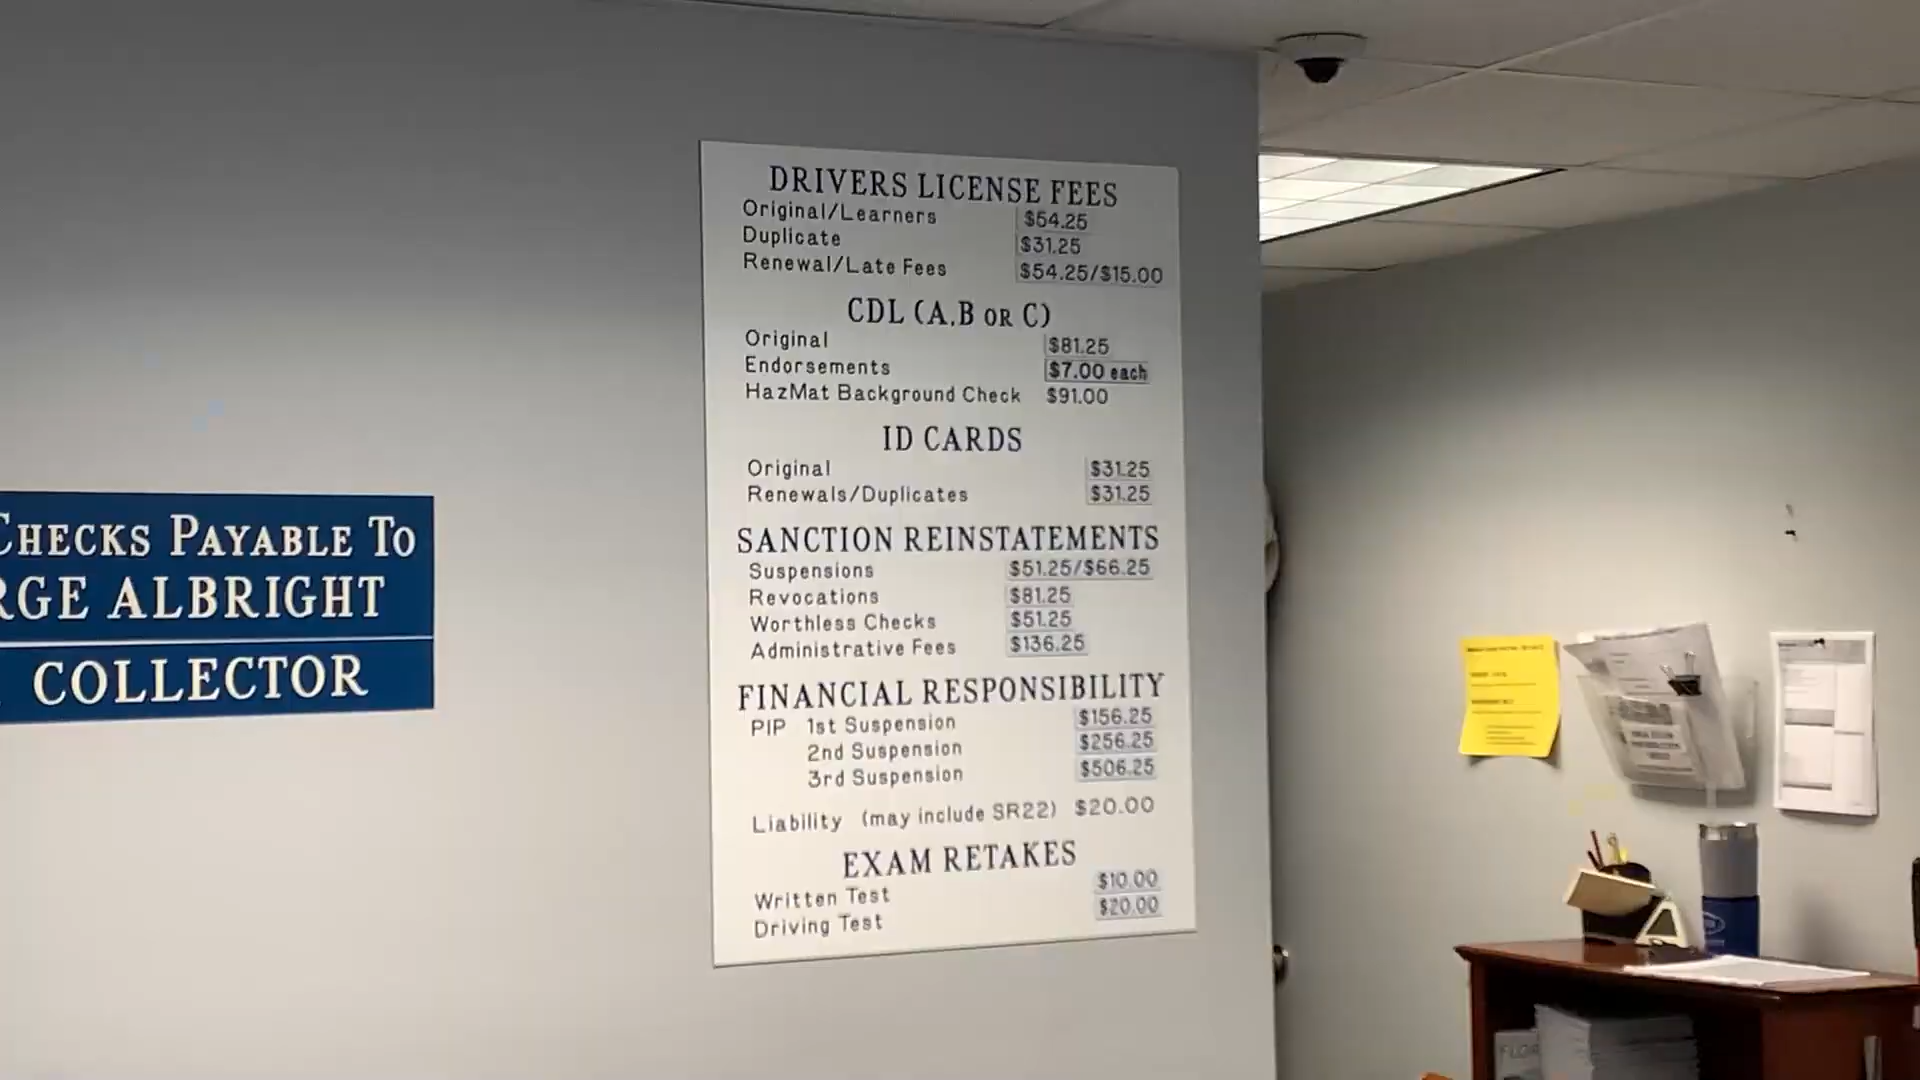 Checks Payable To
RGE ALBRIGHT
COLLECTOR
DRIVERS LICENSE FEES
Original/Learners $54.25
Duplicate $31.25
Renewal/Late Fees $54.25/$15.00
CDL (A,B OR C)
Original $81.25
Endorsements $7.00 each
HazMat Background Check $91.00
ID CARDS
Original $31.25
Renewals/Duplicates $31.25
SANCTION REINSTATEMENTS
Suspensions $51.25/$66.25
Revocations $81.25
Worthless Checks $51.25
Administrative Fees $136.25
FINANCIAL RESPONSIBILITY
PIP 1st Suspension $156.25
2nd Suspension $256.25
3rd Suspension $506.25
Liability (may include SR22) $20.00
EXAM RETAKES
Written Test $10.00
Driving Test $20.00
FLOR